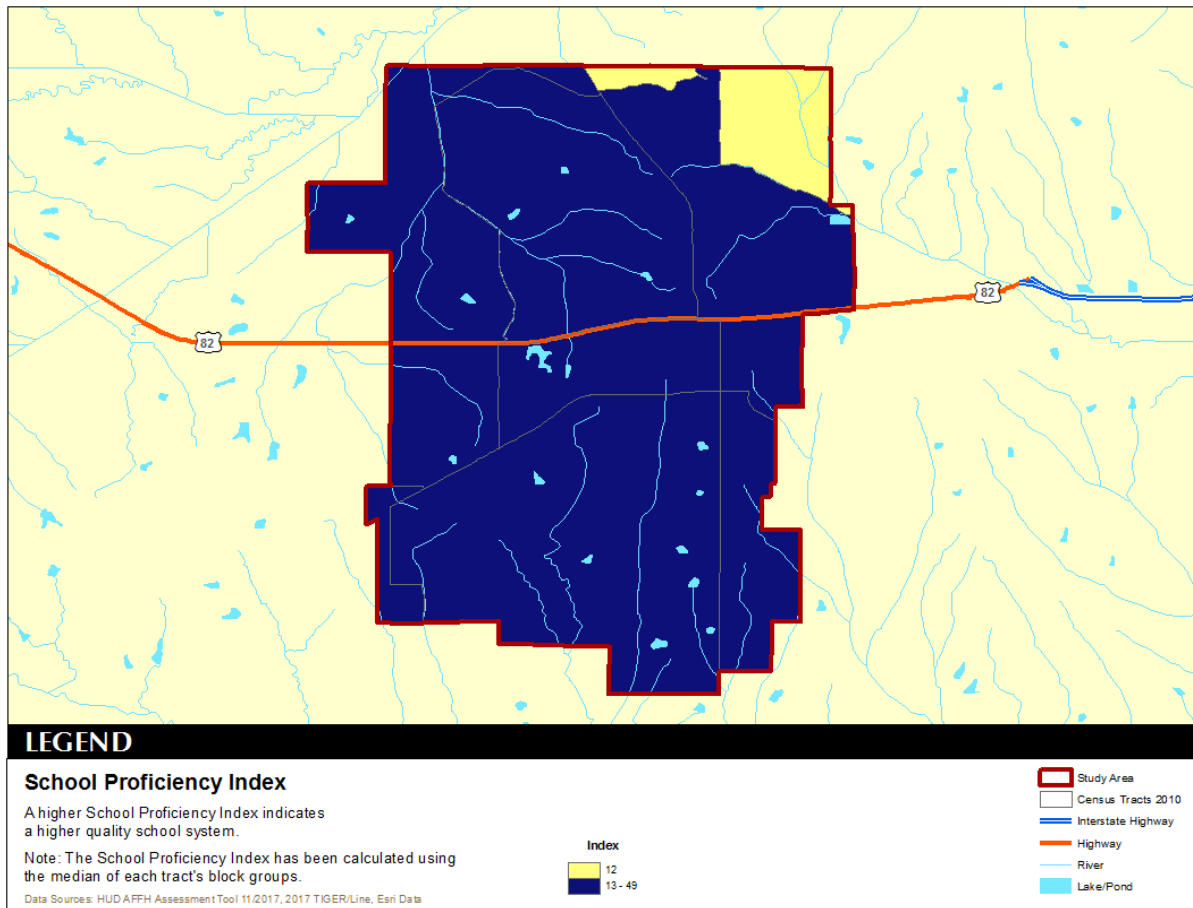 82
82
LEGEND
School Proficiency Index
A higher School Proficiency Index indicates
a higher quality school system.
Note: The School Proficiency Index has been calculated using
the median of each tract's block groups.
Data Sources: HUD AFFH Assessment Tool 11/2017, 2017 TIGER/Line, Esri Data
Index
12
13 - 49
Study Area
Census Tracts 2010
Interstate Highway
Highway
River
Lake/Pond